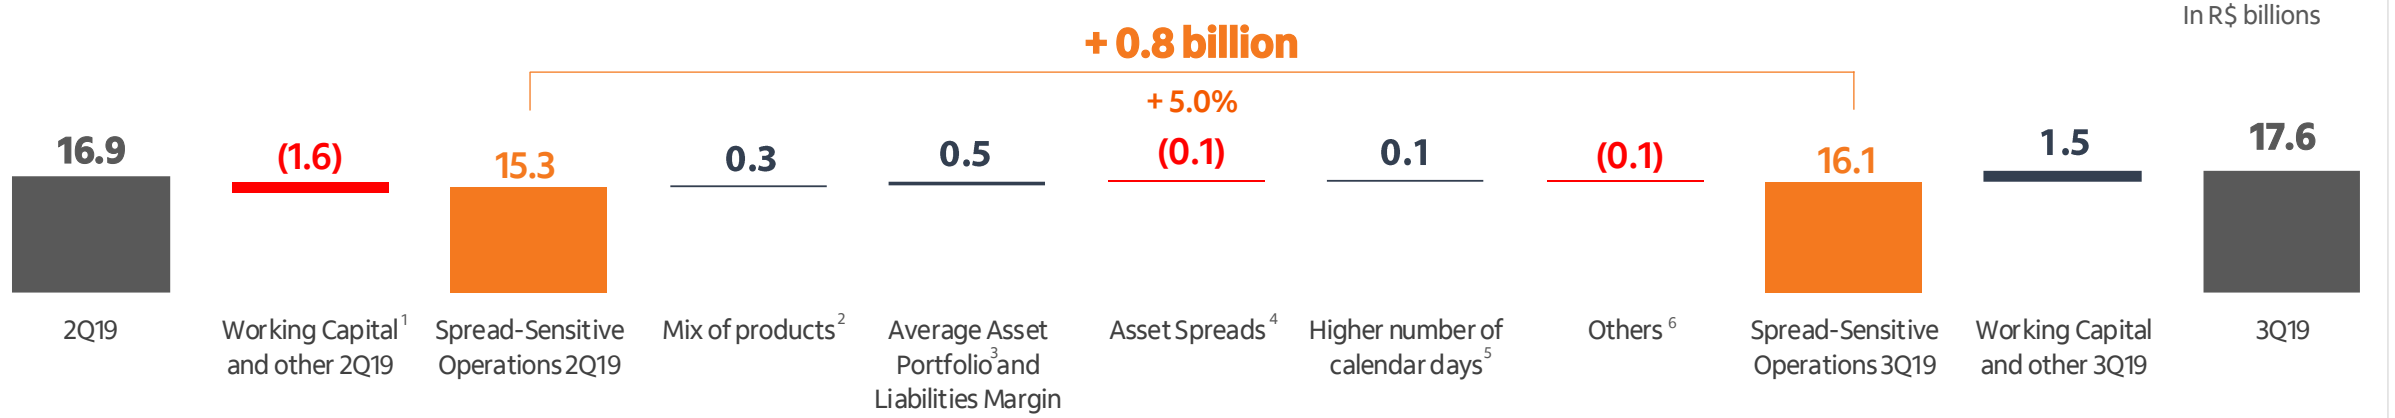 In R$ billions
+ 0.8 billion
+ 5.0%
16.9
(1.6)
15.3
0.3
0.5
(0.1)
0.1
(0.1)
16.1
1.5
17.6
2Q19
Working Capital 1
and other 2Q19
Spread-Sensitive
Operations 2Q19
Mix of products 2
Average Asset
Portfolio 3 and
Liabilities Margin
Asset Spreads 4
Higher number of
calendar days 5
Others 6
Spread-Sensitive
Operations 3Q19
Working Capital
and other 3Q19
3Q19